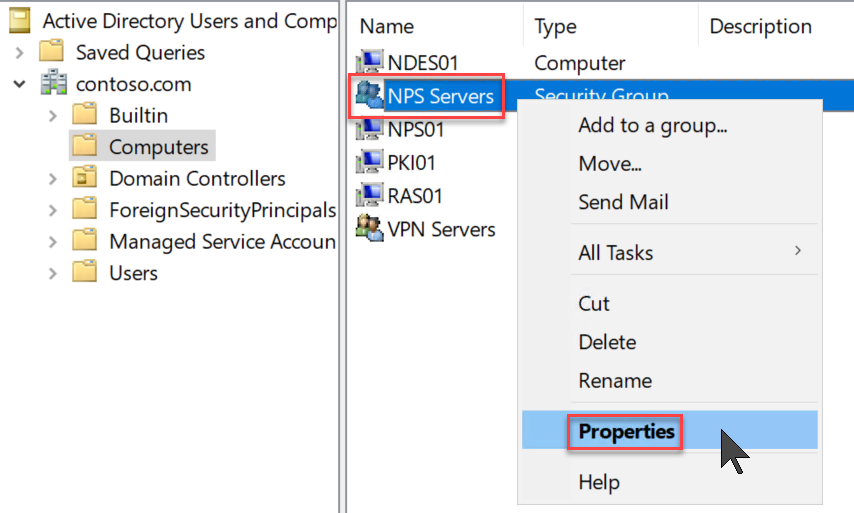 Active Directory Users and Comp
Saved Queries
contoso.com
Builtin
Computers
Domain Controllers
ForeignSecurityPrincipals
Managed Service Accoun
Users
Name Type Description
NDES01 Computer
NPS Servers Security Group
NPS01
PKI01
RAS01
VPN Servers
Add to a group...
Move...
Send Mail
All Tasks
Cut
Delete
Rename
Properties
Help